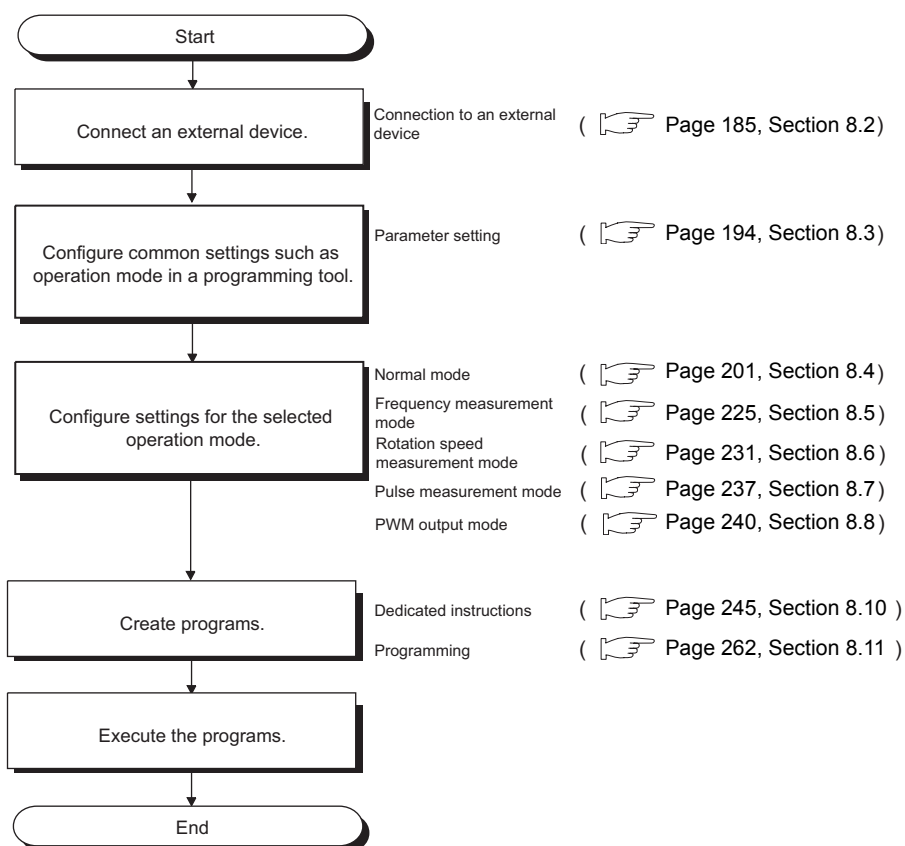 Start
Connect an external device.
Connection to an external
device
( Page 185, Section 8.2)
Configure common settings such as
operation mode in a programming tool.
Parameter setting
( Page 194, Section 8.3)
Configure settings for the selected
operation mode.
Normal mode
( Page 201, Section 8.4)
Frequency measurement
mode
( Page 225, Section 8.5)
Rotation speed
measurement mode
( Page 231, Section 8.6)
Pulse measurement mode
( Page 237, Section 8.7)
PWM output mode
( Page 240, Section 8.8)
Create programs.
Dedicated instructions
( Page 245, Section 8.10 )
Programming
( Page 262, Section 8.11 )
Execute the programs.
End